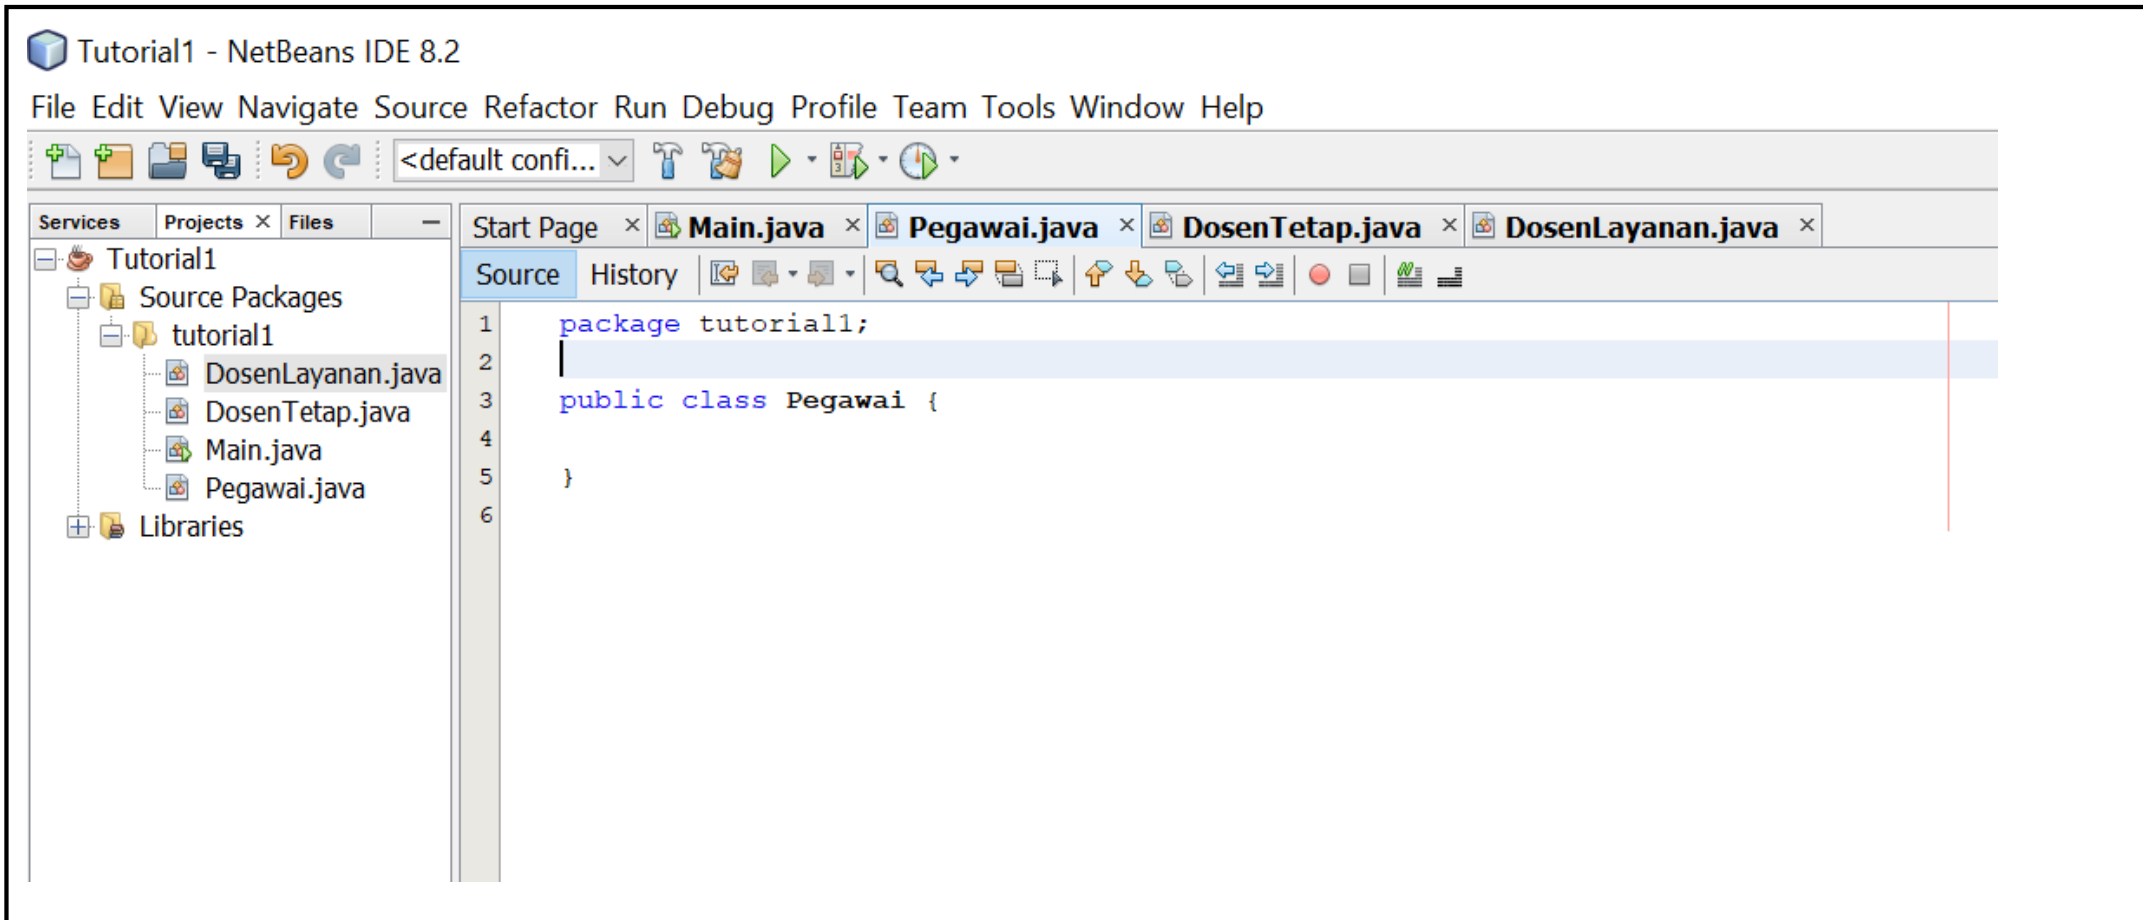 Tutorial1 - NetBeans IDE 8.2
File Edit View Navigate Source Refactor Run Debug Profile Team Tools Window Help
<default confi...
Services Projects Files
Tutorial1
Source Packages
tutorial1
DosenLayanan.java
DosenTetap.java
Main.java
Pegawai.java
Libraries
Start Page Main.java Pegawai.java DosenTetap.java DosenLayanan.java
Source History
1 package tutorial1;
2
3 public class Pegawai {
4
5 }
6